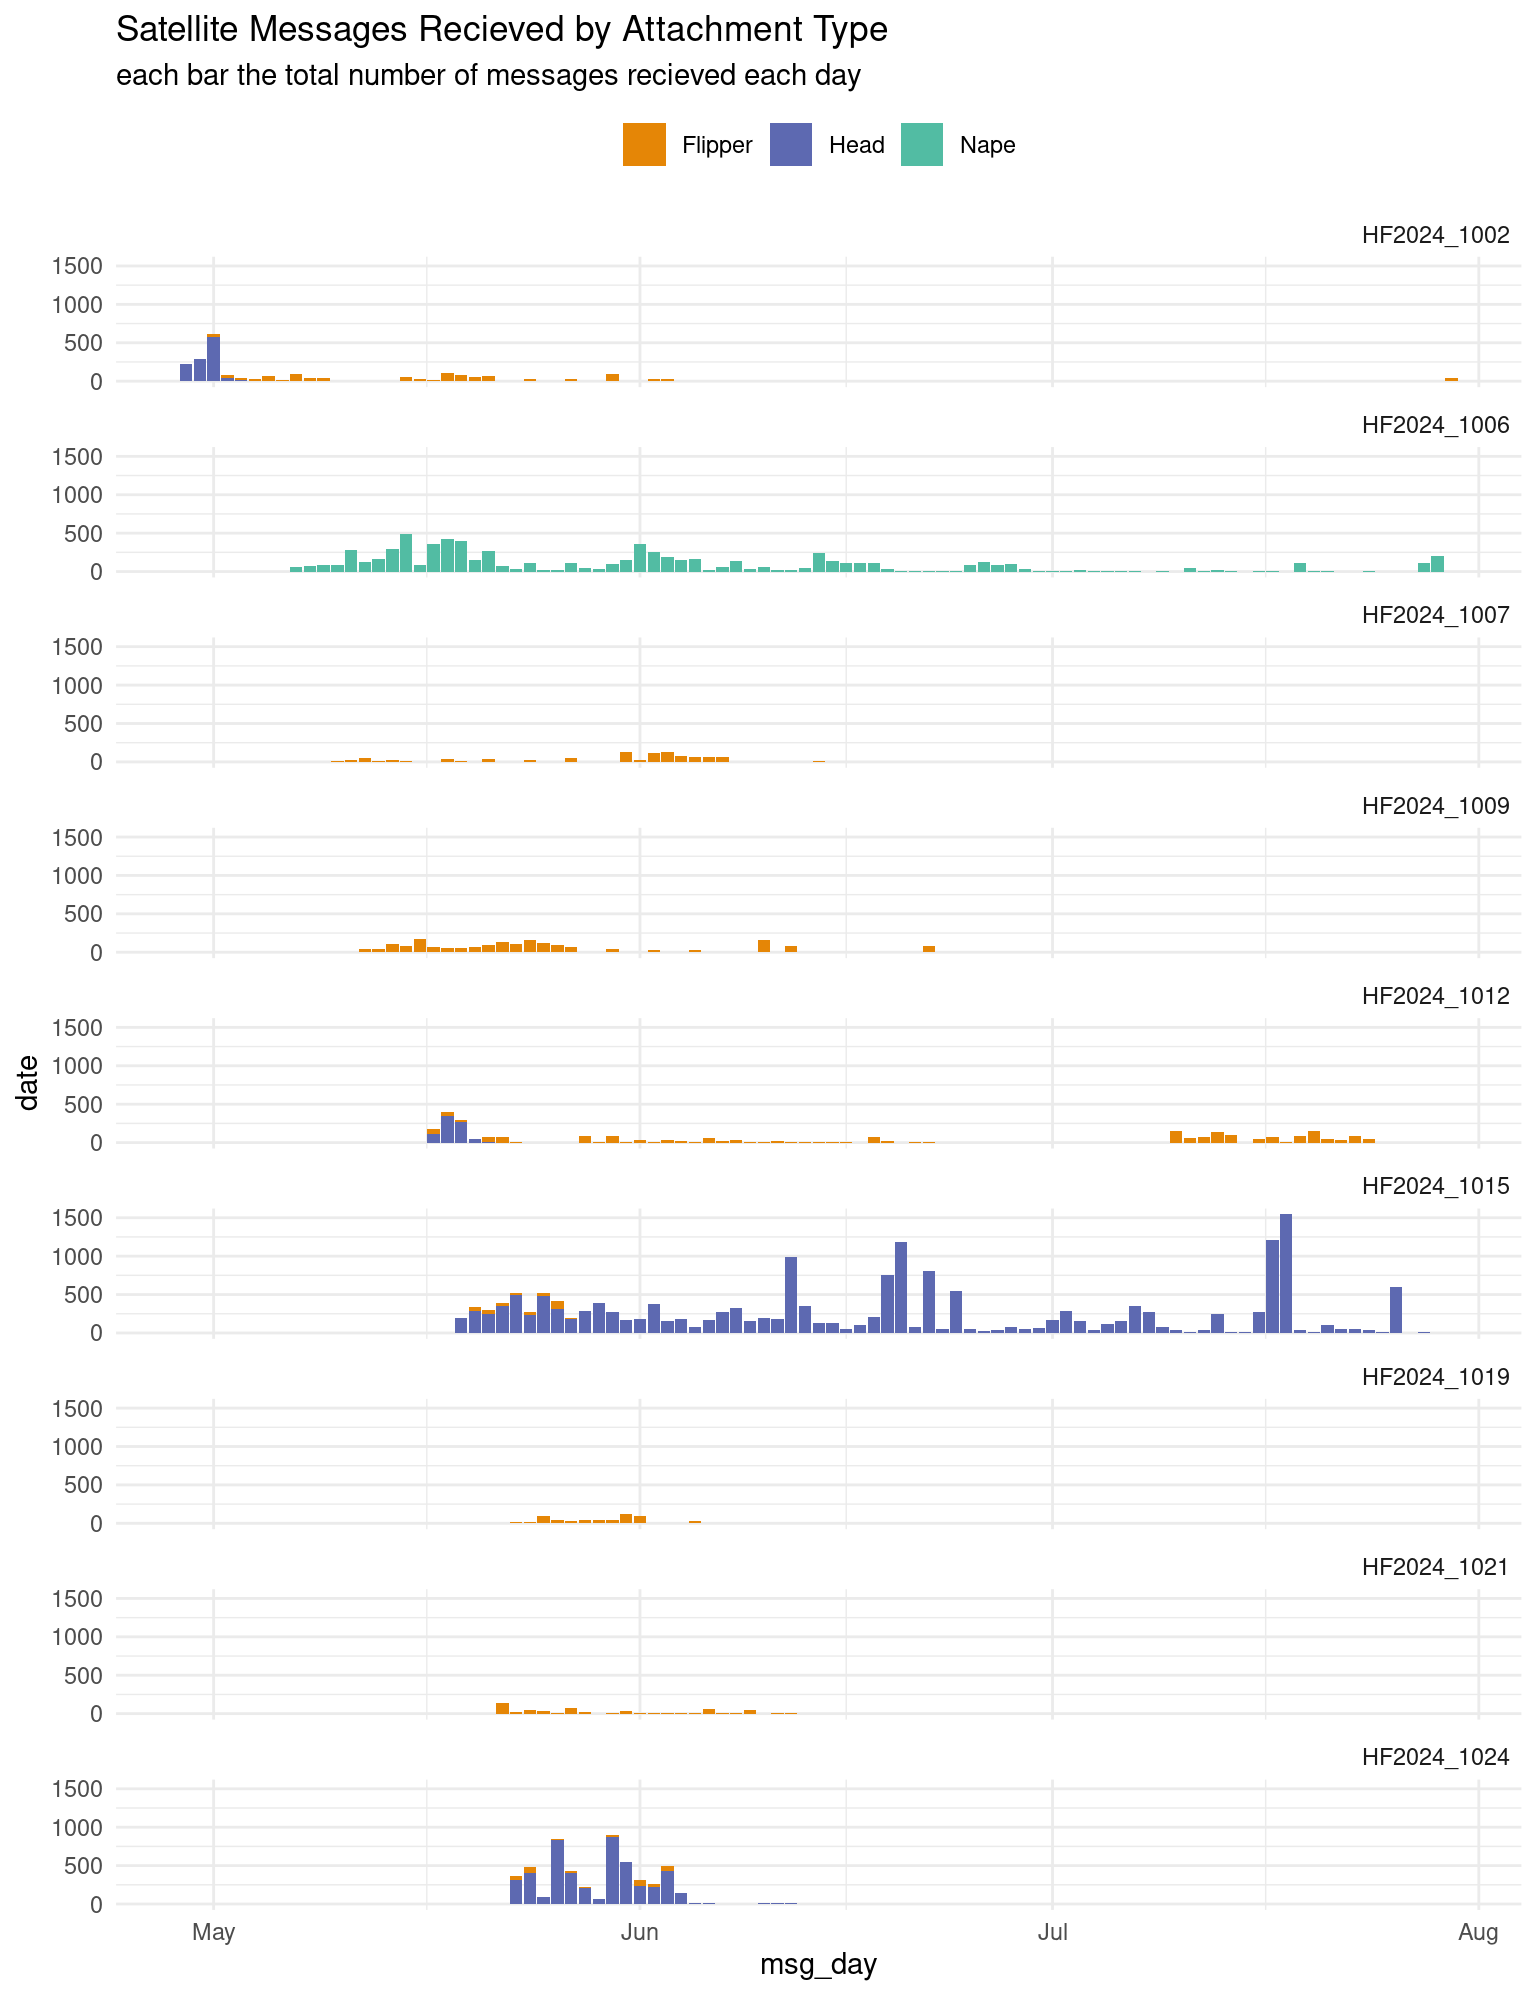 Satellite Messages Recieved by Attachment Type
each bar the total number of messages recieved each day
Flipper Head Nape
HF2024_1002
1500
1000
500
0
HF2024_1006
1500
1000
500
0
HF2024_1007
1500
1000
500
0
HF2024_1009
1500
1000
500
0
HF2024_1012
1500
1000
500
0
date
HF2024_1015
1500
1000
500
0
HF2024_1019
1500
1000
500
0
HF2024_1021
1500
1000
500
0
HF2024_1024
1500
1000
500
0
May Jun Jul Aug
msg_day